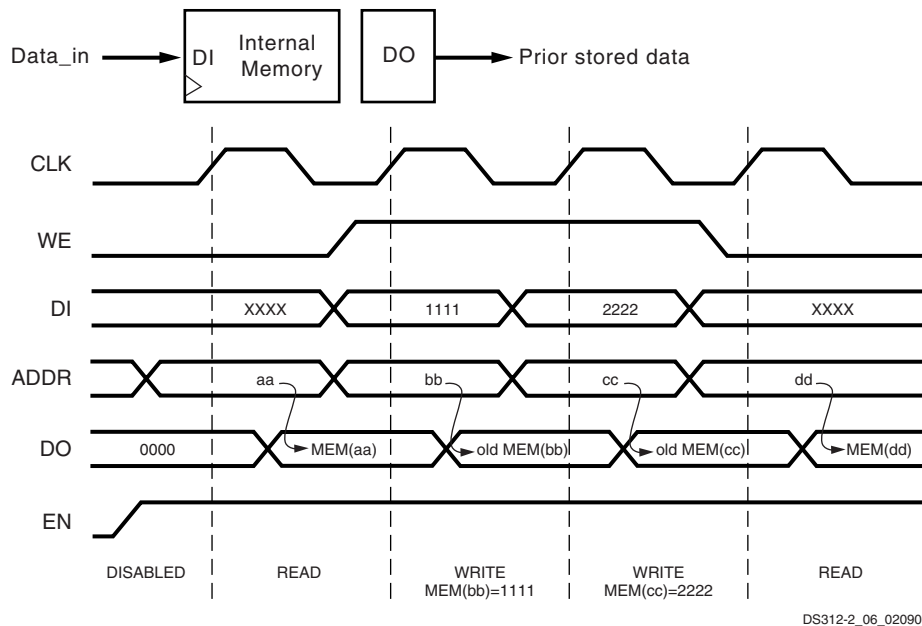 Data_in DI Internal Memory DO Prior stored data
CLK
WE
DI XXXX 1111 2222 XXXX
ADDR aa bb cc dd
DO 0000 MEM(aa) old MEM(bb) old MEM(cc) MEM(dd)
EN
DISABLED READ WRITE WRITE READ
MEM(bb)=1111 MEM(cc)=2222
DS312-2_06_02090